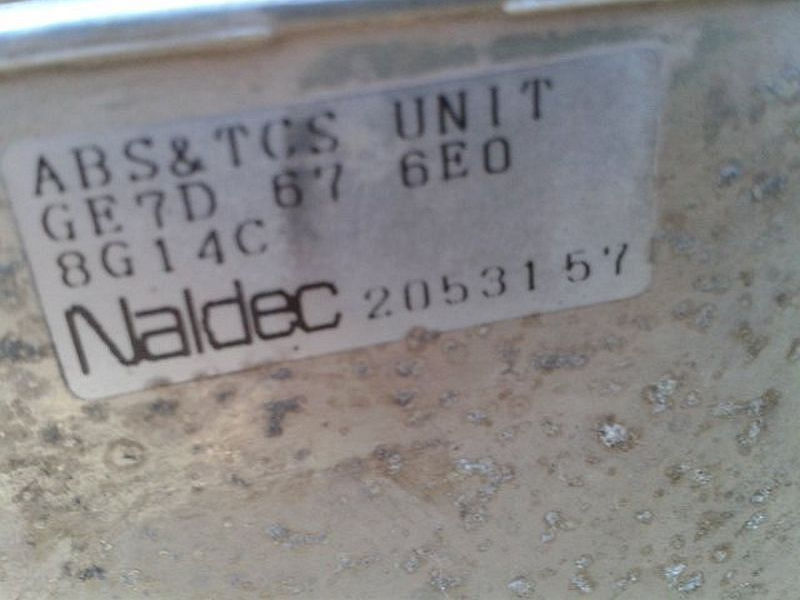 ABS&TCS UNIT
GE7D 67 6E0
8G14C
Naldec 2053157